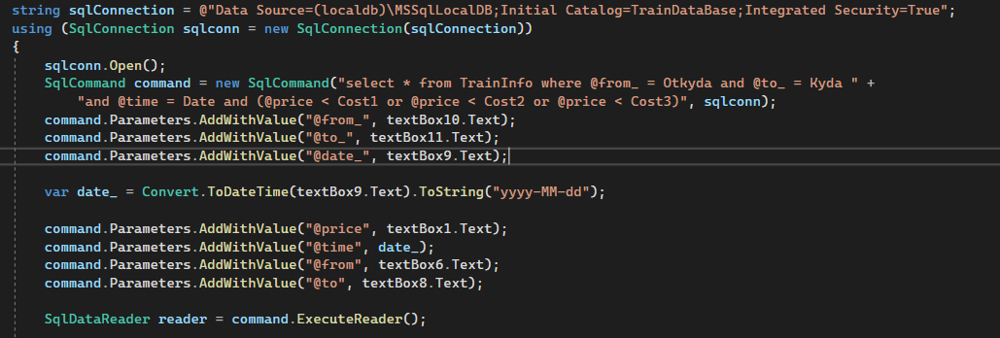 string sqlConnection = @"Data Source=(localdb)\MSSqlLocalDB;Initial Catalog=TrainDataBase;Integrated Security=True";
using (SqlConnection sqlconn = new SqlConnection(sqlConnection))
{
sqlconn.Open();
SqlCommand command = new SqlCommand("select * from TrainInfo where @from_ = Otkyda and @to_ = Kyda " +
"and @time = Date and (@price < Cost1 or @price < Cost2 or @price < Cost3)", sqlconn);
command.Parameters.AddWithValue("@from_", textBox10.Text);
command.Parameters.AddWithValue("@to_", textBox11.Text);
command.Parameters.AddWithValue("@date_", textBox9.Text);
var date_ = Convert.ToDateTime(textBox9.Text).ToString("yyyy-MM-dd");
command.Parameters.AddWithValue("@price", textBox1.Text);
command.Parameters.AddWithValue("@time", date_);
command.Parameters.AddWithValue("@from", textBox6.Text);
command.Parameters.AddWithValue("@to", textBox8.Text);
SqlDataReader reader = command.ExecuteReader();